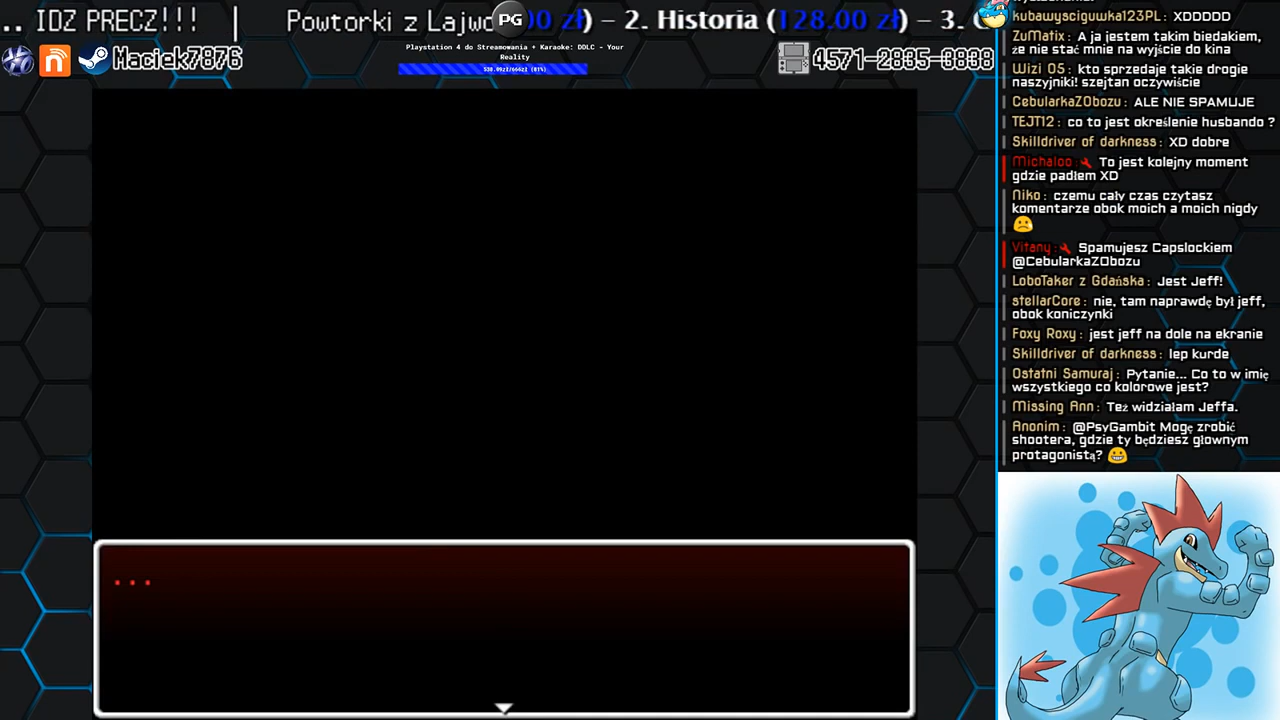 .. IDZ PRECZ!!! | Powtorki z Lajwo
PG
00 zł) – 2. Historia (128.00 zł) – 3.
Maciek7876
Playstation 4 do Streamowania + Karaoke: DDLC - Your
Reality
4571-2835-3838
...
kubawysciguwka123PL: XDDDDD
ZuMatix: A ja jestem takim biedakiem,
że nie stać mnie na wyjście do kina
Wizi OS: kto sprzedaje takie drogie
naszyjniki! szejtan oczywiście
CebularkaZObozu: ALE NIE SPAMUJE
TEJT12: co to jest określenie husbando ?
Skilldriver of darkness: XD dobre
Michaloo: To jest kolejny moment
gdzie padłem XD
Niko: czemu cały czas czytasz
komentarze obok moich a moich nigdy
Vitany: Spamujesz Capslockiem
@CebularkaZObozu
LoboTaker z Gdańska: Jest Jeff!
stellarCore: nie, tam naprawdę był jeff,
obok koniczynki
Foxy Roxy: jest jeff na dole na ekranie
Skilldriver of darkness: lep kurde
Ostatni Samuraj: Pytanie... Co to w imię
wszystkiego co kolorowe jest?
Missing Ann: Też widziałam Jeffa.
Anonim: @PsyGambit Mogę zrobić
shootera, gdzie ty będziesz głownym
protagonistą?